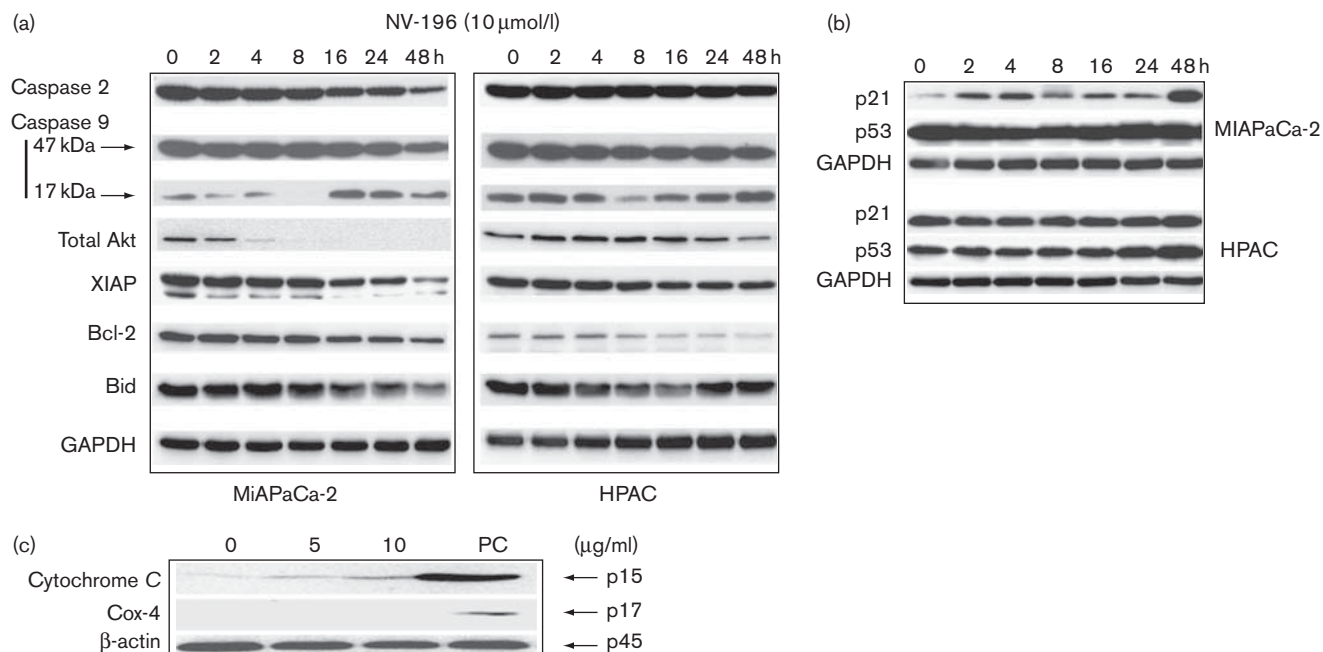 (a)
NV-196 (10 μmol/l)
0 2 4 8 16 24 48 h
0 2 4 8 16 24 48 h
Caspase 2
Caspase 9
47 kDa
17 kDa
Total Akt
XIAP
Bcl-2
Bid
GAPDH
MiAPaCa-2
HPAC
(b)
0 2 4 8 16 24 48 h
p21
p53
MIAPaCa-2
GAPDH
p21
p53
HPAC
GAPDH
(c)
0 5 10 PC (μg/ml)
Cytochrome C
p15
Cox-4
p17
β-actin
p45